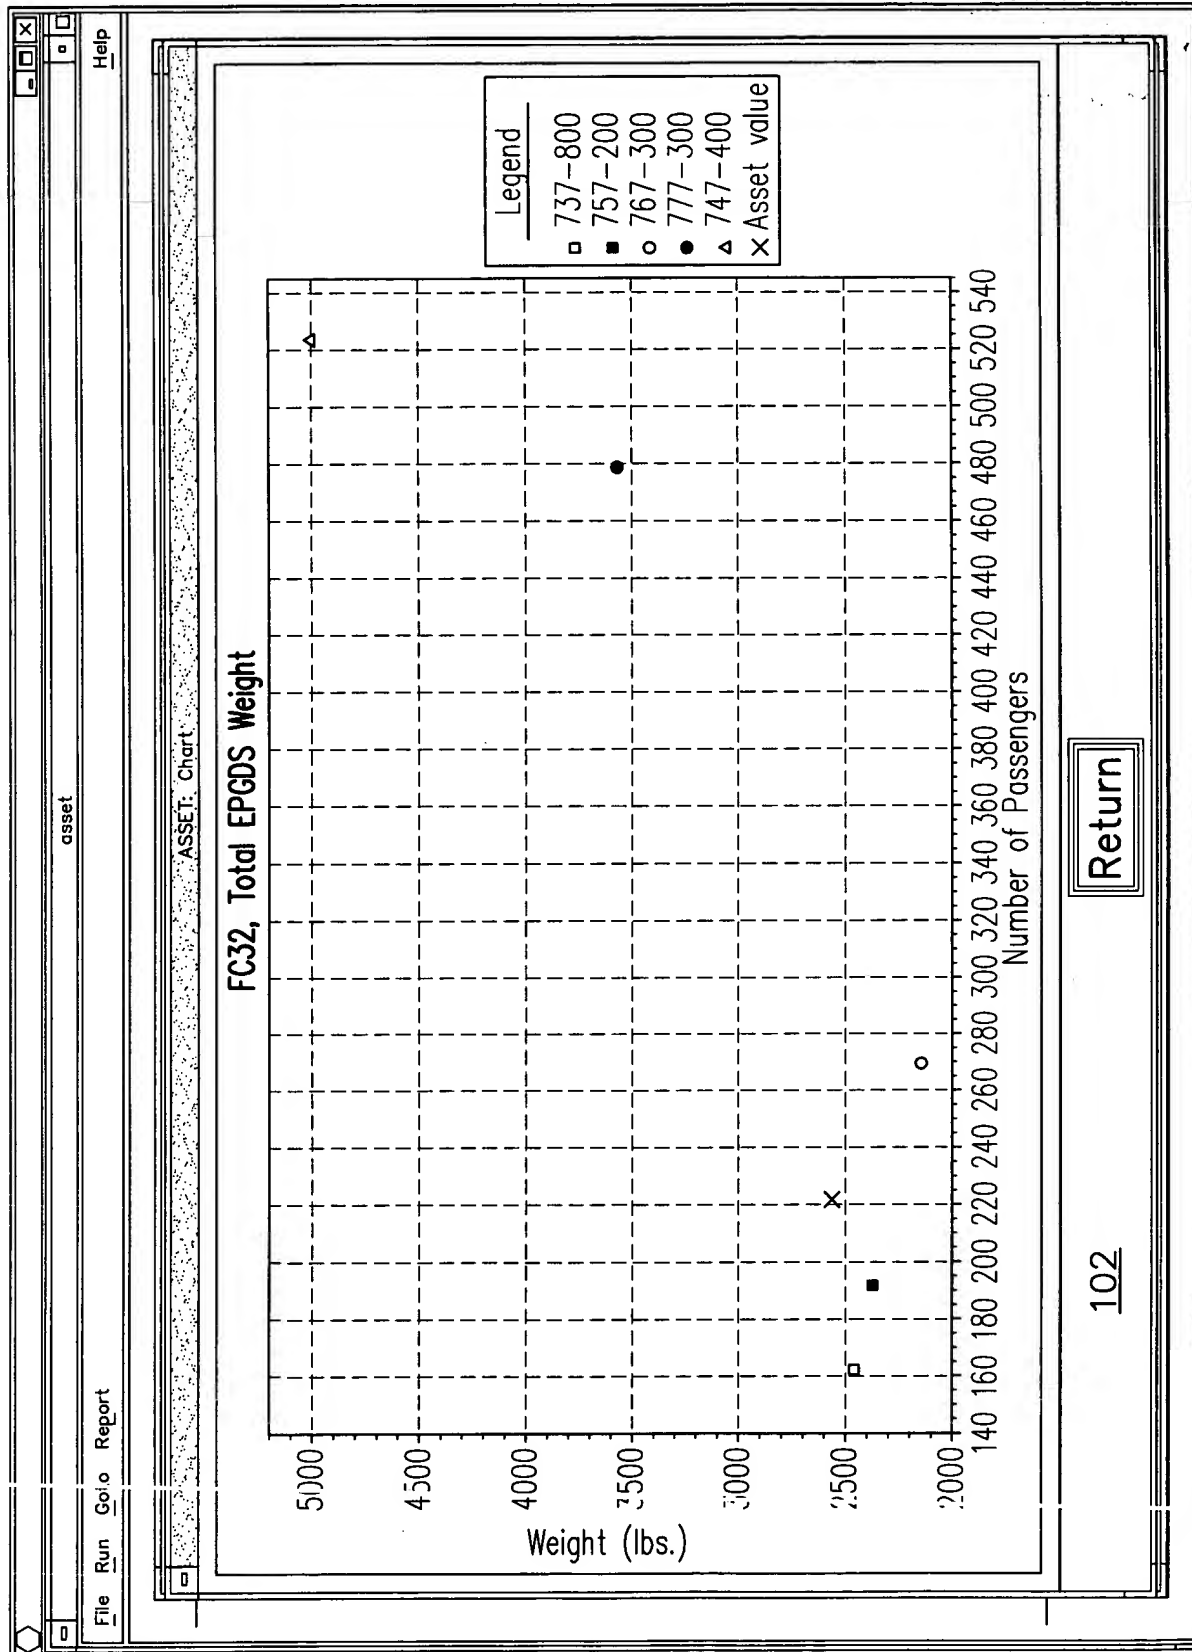 asset
File Run Goto Report Help
ASSET: Chart
FC32, Total EPGDS Weight
Legend
737-800
757-200
767-300
777-300
747-400
Asset value
5000
4500
4000
3500
3000
2500
2000
Weight (lbs.)
140 160 180 200 220 240 260 280 300 320 340 360 380 400 420 440 460 480 500 520 540
Number of Passengers
102
Return